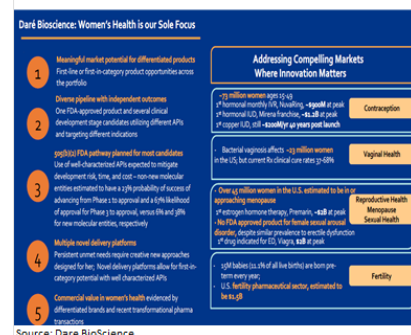 Daré Bioscience: Women's Health is our Sole Focus
1
Meaningful market potential for differentiated products
First-line or first-in-category product opportunities across
the portfolio
2
Diverse pipeline with independent outcomes
One FDA-approved product and several clinical
development stage candidates utilizing different APIs
and targeting different indications
3
505(b)(2) FDA pathway planned for most candidates
Use of well-characterized APIs expected to mitigate
development risk, time, and cost – non-new molecular
entities estimated to have a 23% probability of success of
advancing from Phase 1 to approval and a 63% likelihood
of approval for Phase 3 to approval, versus 6% and 38%
for new molecular entities, respectively
4
Multiple novel delivery platforms
Persistent unmet needs require creative new approaches
designed for her; Novel delivery platforms allow for first-in-
category potential with well characterized APIs
5
Commercial value in women's health evidenced by
differentiated brands and recent transformational pharma
transactions
Addressing Compelling Markets
Where Innovation Matters
~73 million women ages 15-49
1st hormonal monthly IVR, NuvaRing, ~$900M at peak
1st hormonal IUD, Mirena franchise, ~$1.2B at peak
1st copper IUD, still ~$200M/yr 40 years post launch
Contraception
- Bacterial vaginosis affects ~23 million women
in the US; but current Rx clinical cure rates 37-68%
Vaginal Health
- Over 45 million women in the U.S. estimated to be in or
approaching menopause
1st estrogen hormone therapy, Premarin, ~$2B at peak
- No FDA approved product for female sexual arousal
disorder, despite similar prevalence to erectile dysfunction
1st drug indicated for ED, Viagra, $2B at peak
Reproductive Health
Menopause
Sexual Health
- 15M babies (11.1% of all live births) are born pre-
term every year;
- U.S. fertility pharmaceutical sector, estimated to
be $1.5B
Fertility
Source: Dare BioScience